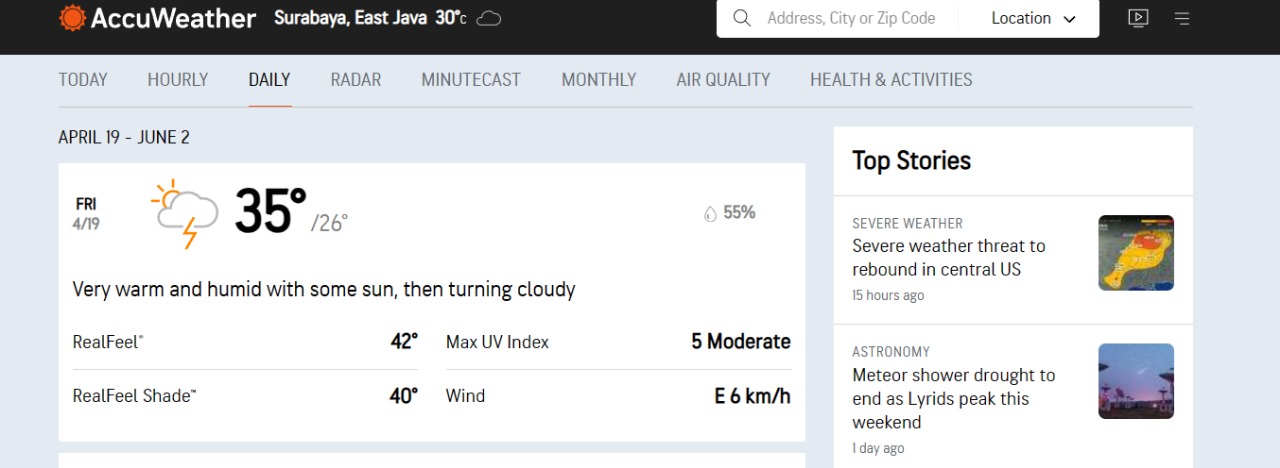 AccuWeather
Surabaya, East Java 30°C
Address, City or Zip Code
Location
TODAY HOURLY DAILY RADAR MINUTECAST MONTHLY AIR QUALITY HEALTH & ACTIVITIES
APRIL 19 - JUNE 2
FRI
4/19
35° /26°
55%
Very warm and humid with some sun, then turning cloudy
RealFeel® 42°
Max UV Index 5 Moderate
RealFeel Shade™ 40°
Wind E 6 km/h
Top Stories
SEVERE WEATHER
Severe weather threat to
rebound in central US
15 hours ago
ASTRONOMY
Meteor shower drought to
end as Lyrids peak this
weekend
1 day ago